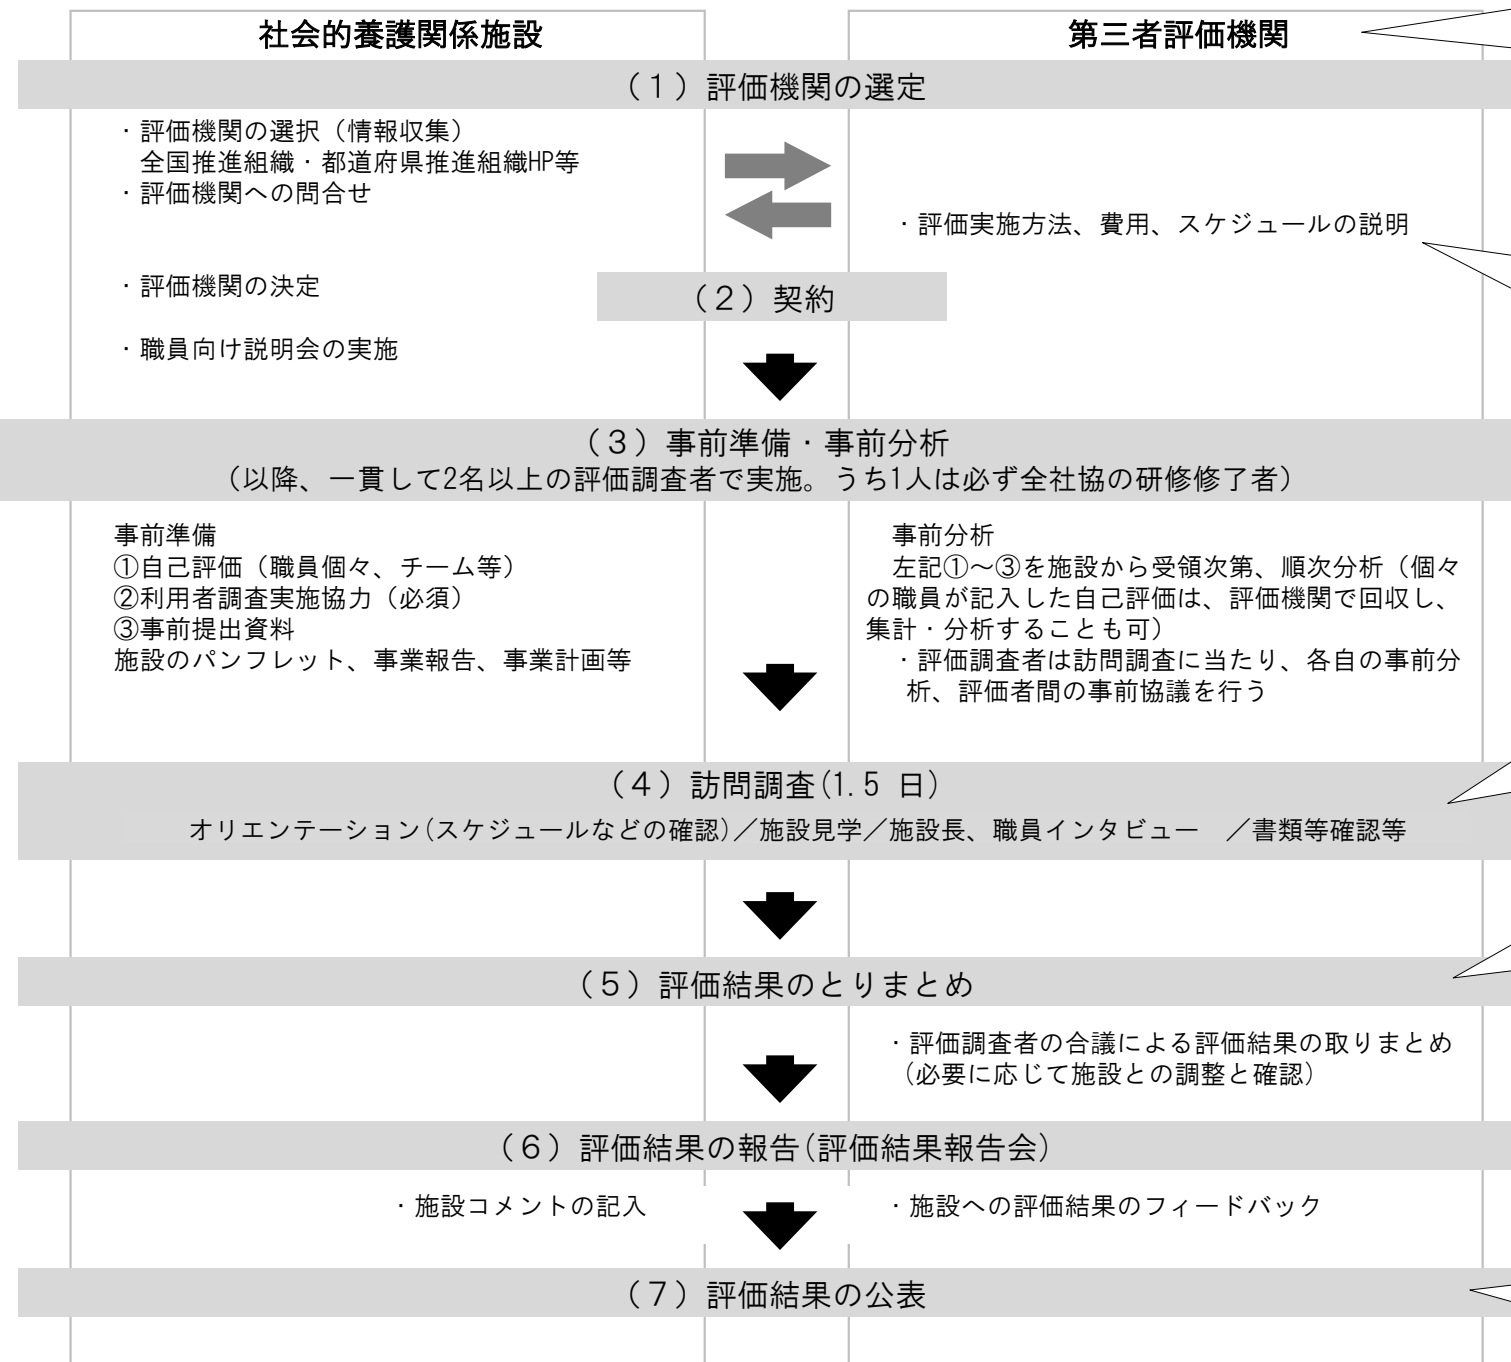 社会的養護関係施設
第三者評価機関
（１）評価機関の選定
・評価機関の選択（情報収集）
全国推進組織・都道府県推進組織HP等
・評価機関への問合せ
・評価実施方法、費用、スケジュールの説明
・評価機関の決定
（２）契約
・職員向け説明会の実施
（３）事前準備・事前分析
（以降、一貫して2名以上の評価調査者で実施。うち1人は必ず全社協の研修修了者）
事前準備
①自己評価（職員個々、チーム等）
②利用者調査実施協力（必須）
③事前提出資料
施設のパンフレット、事業報告、事業計画等
事前分析
左記①～③を施設から受領次第、順次分析（個々
の職員が記入した自己評価は、評価機関で回収し、
集計・分析することも可）
・評価調査者は訪問調査に当たり、各自の事前分
析、評価者間の事前協議を行う
（４）訪問調査(1.5 日)
オリエンテーション(スケジュールなどの確認)／施設見学／施設長、職員インタビュー　／書類等確認等
（５）評価結果のとりまとめ
・評価調査者の合議による評価結果の取りまとめ
(必要に応じて施設との調整と確認)
（６）評価結果の報告(評価結果報告会)
・施設コメントの記入
・施設への評価結果のフィードバック
（７）評価結果の公表